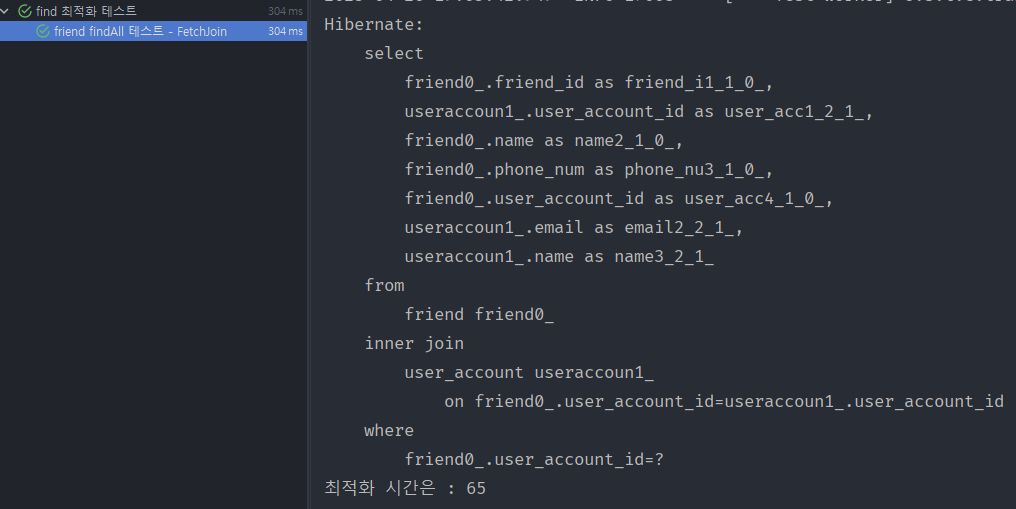 find 최적화 테스트 304 ms
friend findAll 테스트 - FetchJoin 304 ms
Hibernate:
select
friend0_.friend_id as friend_i1_1_0_,
useraccoun1_.user_account_id as user_acc1_2_1_,
friend0_.name as name2_1_0_,
friend0_.phone_num as phone_nu3_1_0_,
friend0_.user_account_id as user_acc4_1_0_,
useraccoun1_.email as email2_2_1_,
useraccoun1_.name as name3_2_1_
from
friend friend0_
inner join
user_account useraccoun1_
on friend0_.user_account_id=useraccoun1_.user_account_id
where
friend0_.user_account_id=?
최적화 시간은 : 65